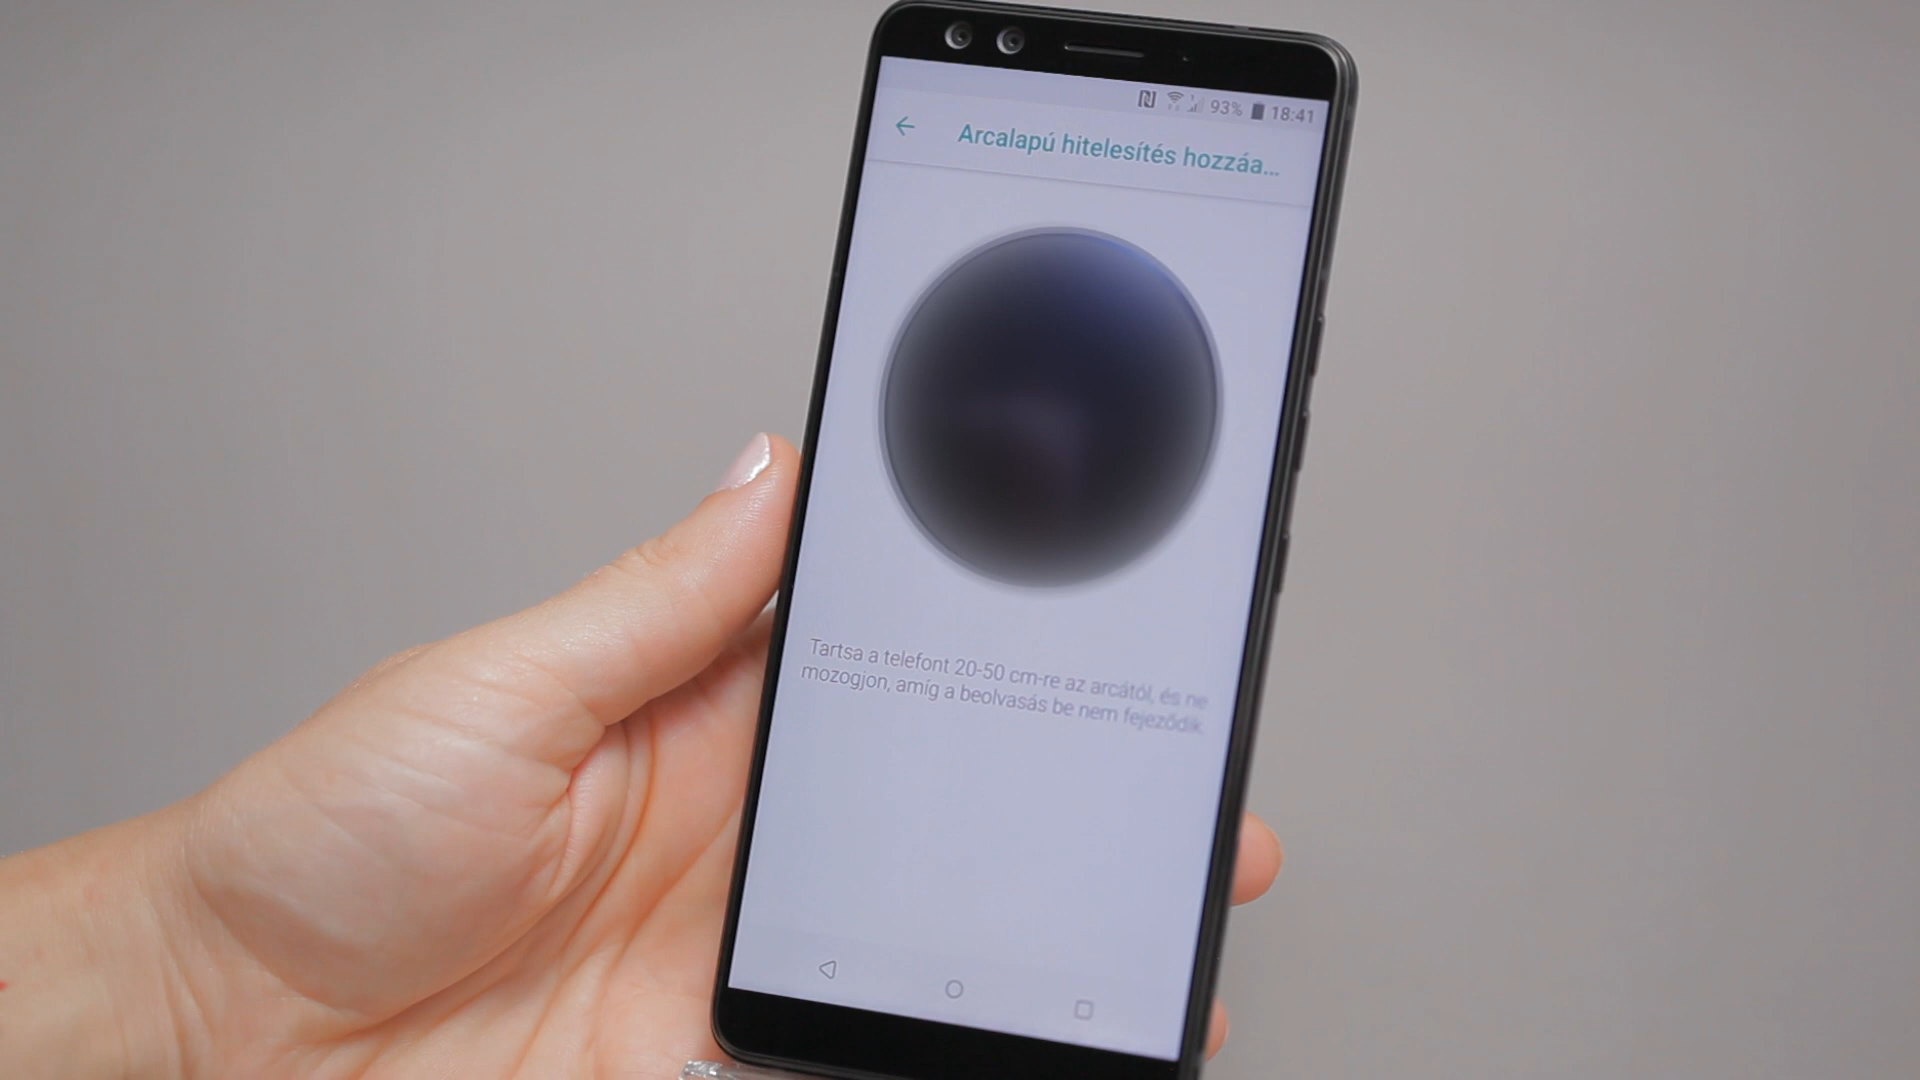 93% 18:41
Arcalapú hitelesítés hozzáa...
Tartsa a telefont 20-50 cm-re az arcától, és ne
mozogjon, amíg a beolvasás be nem fejeződik.